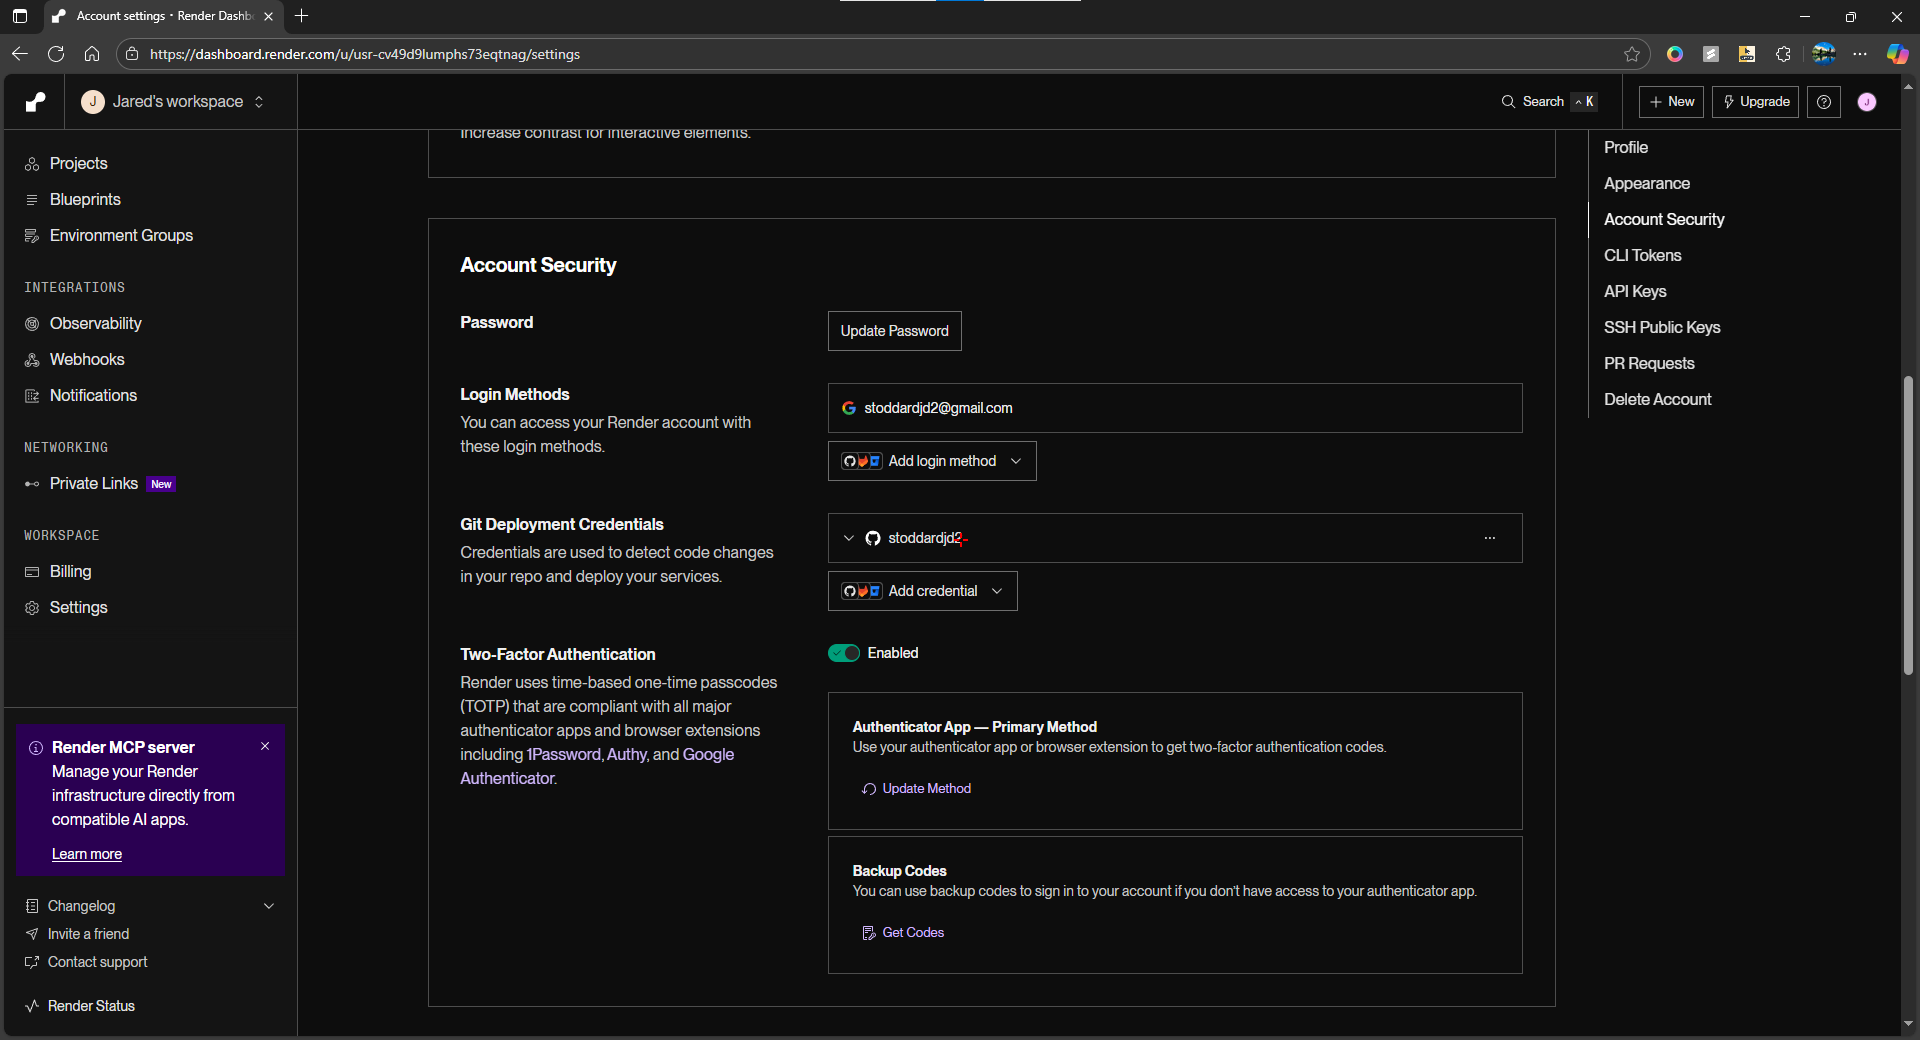 Account settings · Render Dashb
https://dashboard.render.com/u/usr-cv49d9lumphs73eqtnag/settings
J Jared's workspace
Search ^ K
+ New
Upgrade
J
Projects
Blueprints
Environment Groups
INTEGRATIONS
Observability
Webhooks
Notifications
NETWORKING
Private Links New
WORKSPACE
Billing
Settings
Render MCP server
Manage your Render
infrastructure directly from
compatible AI apps.
Learn more
Changelog
Invite a friend
Contact support
Render Status
Increase contrast for interactive elements.
Account Security
Password
Update Password
Login Methods
You can access your Render account with
these login methods.
stoddardjd2@gmail.com
Add login method
Git Deployment Credentials
Credentials are used to detect code changes
in your repo and deploy your services.
stoddardjd2
Add credential
Two-Factor Authentication
Render uses time-based one-time passcodes
(TOTP) that are compliant with all major
authenticator apps and browser extensions
including 1Password, Authy, and Google
Authenticator.
Enabled
Authenticator App — Primary Method
Use your authenticator app or browser extension to get two-factor authentication codes.
Update Method
Backup Codes
You can use backup codes to sign in to your account if you don't have access to your authenticator app.
Get Codes
Profile
Appearance
Account Security
CLI Tokens
API Keys
SSH Public Keys
PR Requests
Delete Account